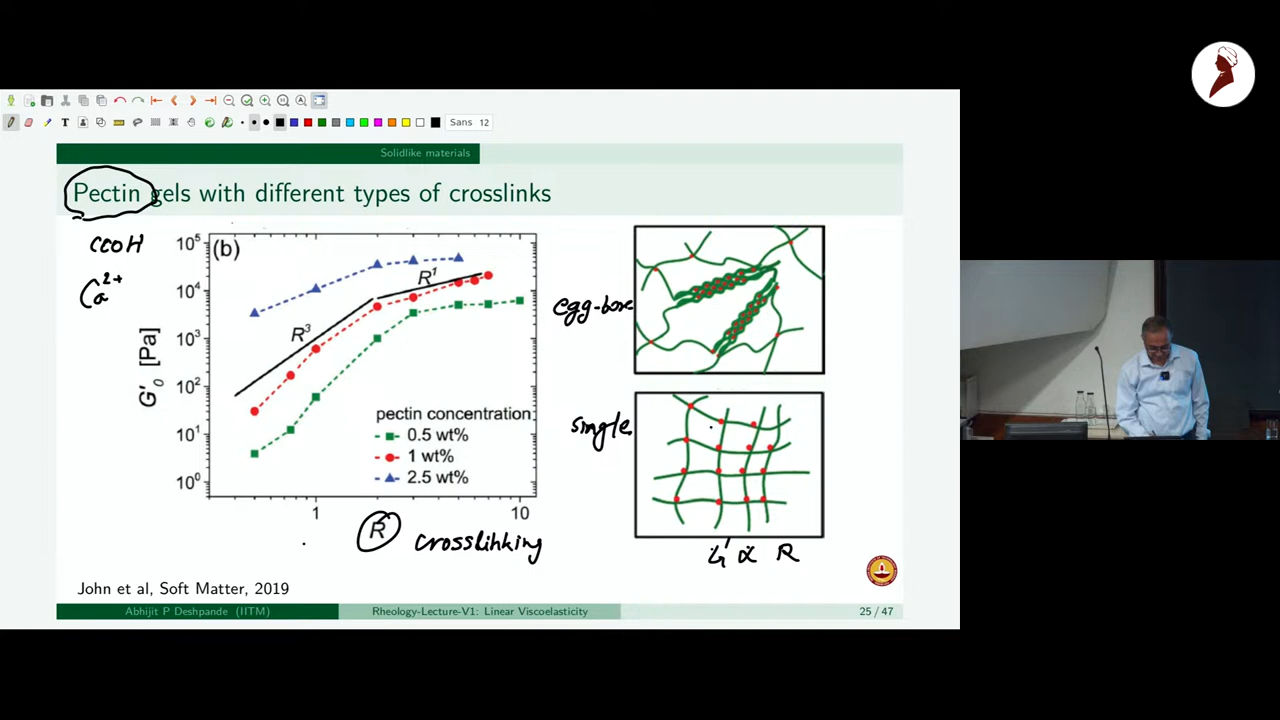 Sans 12
Solidlike materials
Pectin gels with different types of crosslinks
ccoH
Ca2+
(b)
10^5
10^4
10^3
10^2
10^1
10^0
G'0 [Pa]
R^3
R^1
pectin concentration
0.5 wt%
1 wt%
2.5 wt%
1
10
R
crosslinking
egg-box
single
G' α R
John et al, Soft Matter, 2019
Abhijit P Deshpande (IITM)
Rheology-Lecture-V1: Linear Viscoelasticity
25 / 47